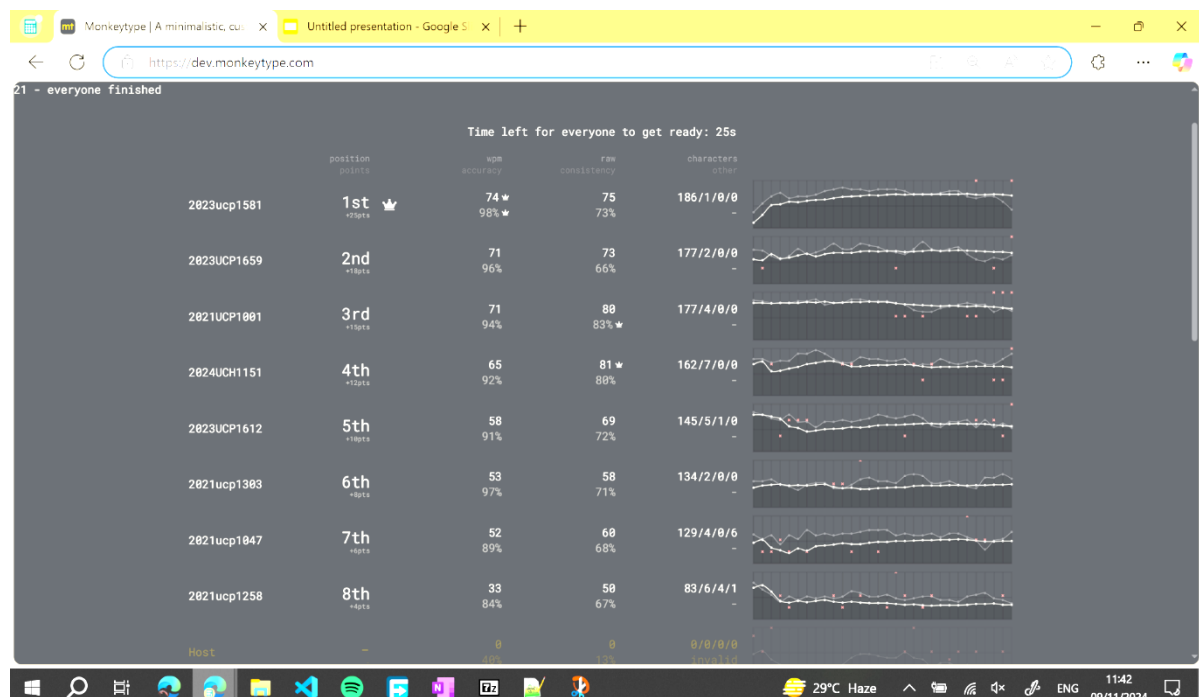 Monkeytype | A minimalistic, cu
Untitled presentation - Google S
https://dev.monkeytype.com
21 - everyone finished
Time left for everyone to get ready: 25s
position wpm raw characters
points accuracy consistency other
2023ucp1581 1st 74 75 186/1/0/0
+25pts 98% 73% -
2023UCP1659 2nd 71 73 177/2/0/0
+18pts 96% 66% -
2021UCP1001 3rd 71 80 177/4/0/0
+15pts 94% 83% -
2024UCH1151 4th 65 81 162/7/0/0
+12pts 92% 80% -
2023UCP1612 5th 58 69 145/5/1/0
+10pts 91% 72% -
2021ucp1303 6th 53 58 134/2/0/0
+8pts 97% 71% -
2021ucp1047 7th 52 60 129/4/0/6
+6pts 89% 68% -
2021ucp1258 8th 33 50 83/6/4/1
+4pts 84% 67% -
Host - 0 0 0/0/0/0
40% 13% invalid
29°C Haze ENG 11:42
09/11/2024